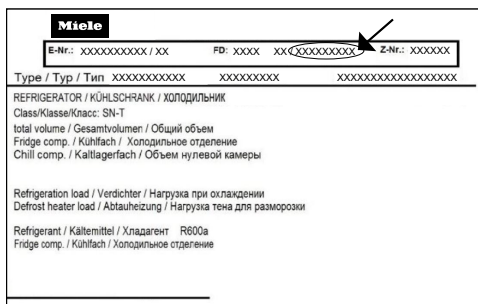 Miele
E-Nr.: XXXXXXXXXX / XX FD: XXXX XX XXXXXXXXXX Z-Nr.: XXXXXX
Type / Typ / Тип XXXXXXXXXXX XXXXXXXXX XXXXXXXXXXXXXXXXXX
REFRIGERATOR / KÜHLSCHRANK / ХОЛОДИЛЬНИК
Class/Klasse/Класс: SN-T
total volume / Gesamtvolumen / Общий объем
Fridge comp. / Kühlfach / Холодильное отделение
Chill comp. / Kaltlagerfach / Объем нулевой камеры
Refrigeration load / Verdichter / Нагрузка при охлаждении
Defrost heater load / Abtauheizung / Нагрузка тена для разморозки
Refrigerant / Kältemittel / Хладагент R600a
Fridge comp. / Kühlfach / Холодильное отделение